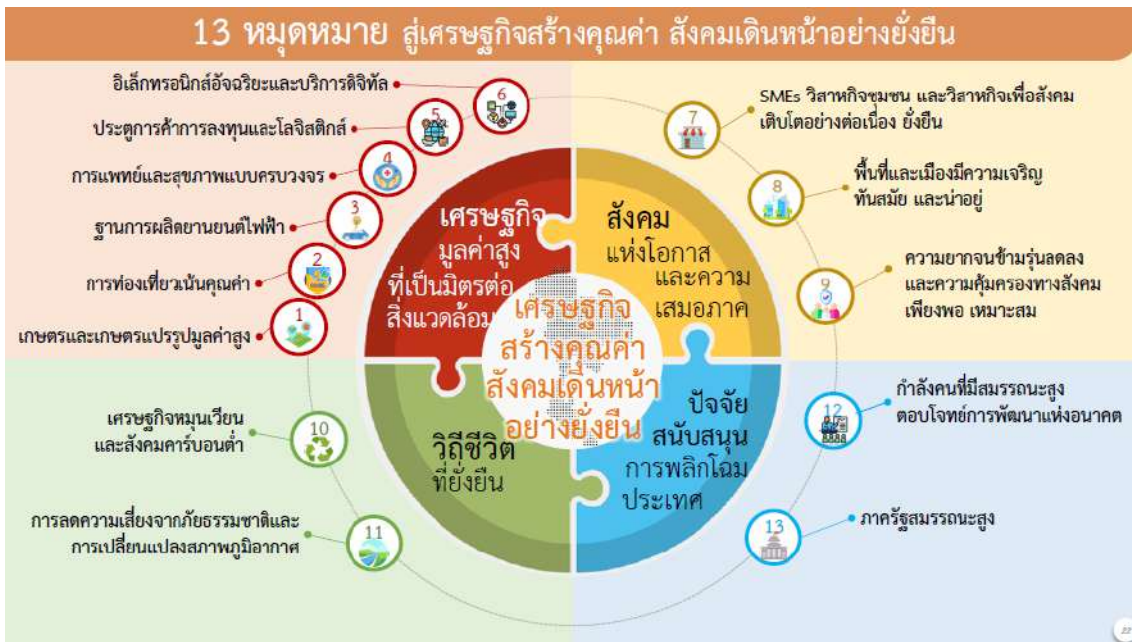 13 หมุดหมาย สู่เศรษฐกิจสร้างคุณค่า สังคมเดินหน้าอย่างยั่งยืน
อิเล็กทรอนิกส์อัจฉริยะและบริการดิจิทัล
6
ประตูการค้าการลงทุนและโลจิสติกส์
5
การแพทย์และสุขภาพแบบครบวงจร
4
ฐานการผลิตยานยนต์ไฟฟ้า
3
การท่องเที่ยวเน้นคุณค่า
2
เกษตรและเกษตรแปรรูปมูลค่าสูง
1
7
SMEs วิสาหกิจชุมชน และวิสาหกิจเพื่อสังคม
เติบโตอย่างต่อเนื่อง ยั่งยืน
8
พื้นที่และเมืองมีความเจริญ
ทันสมัย และน่าอยู่
9
ความยากจนข้ามรุ่นลดลง
และความคุ้มครองทางสังคม
เพียงพอ เหมาะสม
เศรษฐกิจ
มูลค่าสูง
ที่เป็นมิตรต่อ
สิ่งแวดล้อม
สังคม
แห่งโอกาส
และความ
เสมอภาค
เศรษฐกิจ
สร้างคุณค่า
สังคมเดินหน้า
อย่างยั่งยืน
วิถีชีวิต
ที่ยั่งยืน
ปัจจัย
สนับสนุน
การพลิกโฉม
ประเทศ
เศรษฐกิจหมุนเวียน
และสังคมคาร์บอนต่ำ
10
การลดความเสี่ยงจากภัยธรรมชาติและ
การเปลี่ยนแปลงสภาพภูมิอากาศ
11
12
กำลังคนที่มีสมรรถนะสูง
ตอบโจทย์การพัฒนาแห่งอนาคต
13
ภาครัฐสมรรถนะสูง